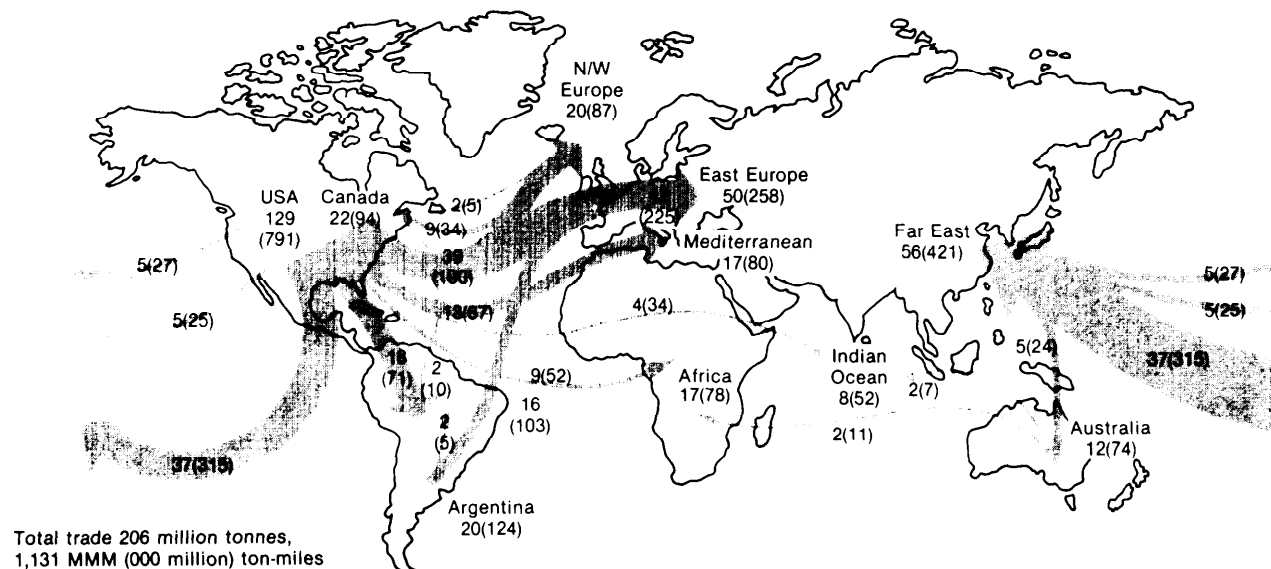 N/W
Europe
20(87)
USA
129
(791)
Canada
22(94)
2(5)
9(34)
East Europe
50(258)
(225)
Mediterranean
17(80)
Far East
56(421)
5(27)
5(25)
13(67)
4(34)
5(27)
5(25)
37(315)
5(24)
18
(71)
2
(10)
9(52)
16
(103)
Africa
17(78)
Indian
Ocean
8(52)
2(7)
2(11)
2
(5)
Australia
12(74)
37(315)
Argentina
20(124)
Total trade 206 million tonnes,
1,131 MMM (000 million) ton-miles